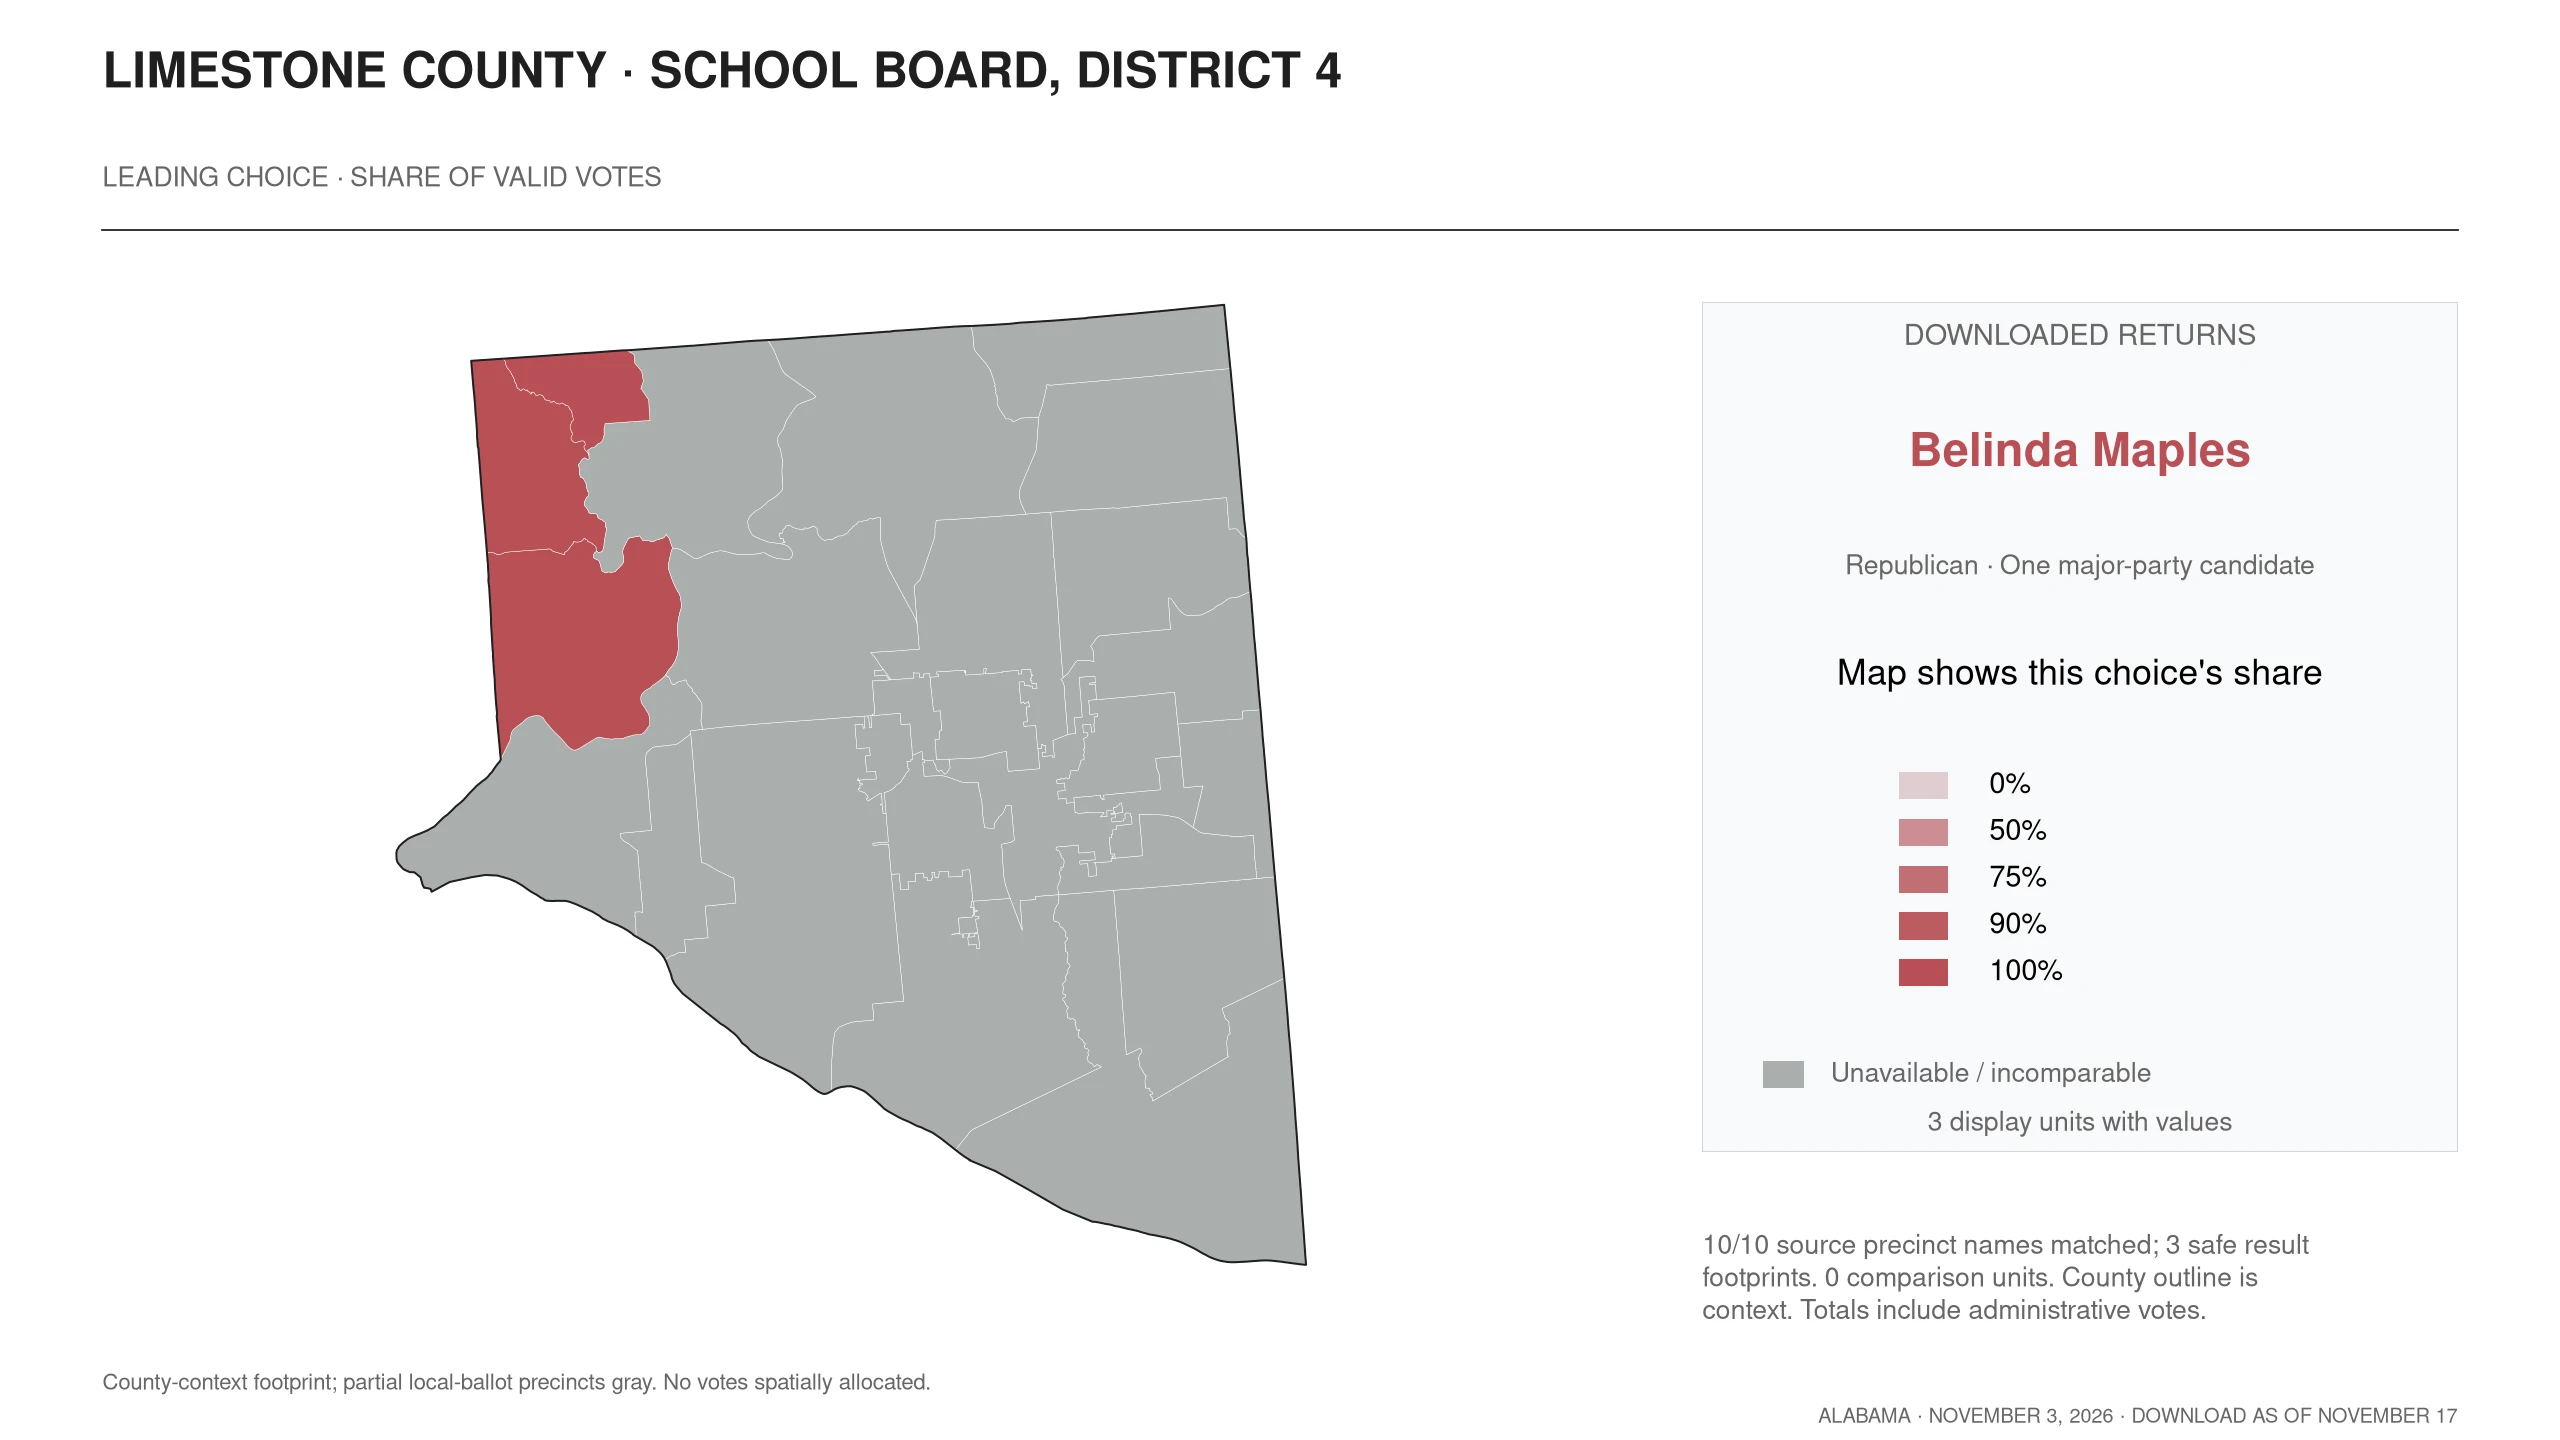 LIMESTONE COUNTY · SCHOOL BOARD, DISTRICT 4
LEADING CHOICE · SHARE OF VALID VOTES
DOWNLOADED RETURNS
Belinda Maples
Republican · One major-party candidate
Map shows this choice's share
0%
50%
75%
90%
100%
Unavailable / incomparable
3 display units with values
10/10 source precinct names matched; 3 safe result
footprints. 0 comparison units. County outline is
context. Totals include administrative votes.
County-context footprint; partial local-ballot precincts gray. No votes spatially allocated.
ALABAMA · NOVEMBER 3, 2026 · DOWNLOAD AS OF NOVEMBER 17